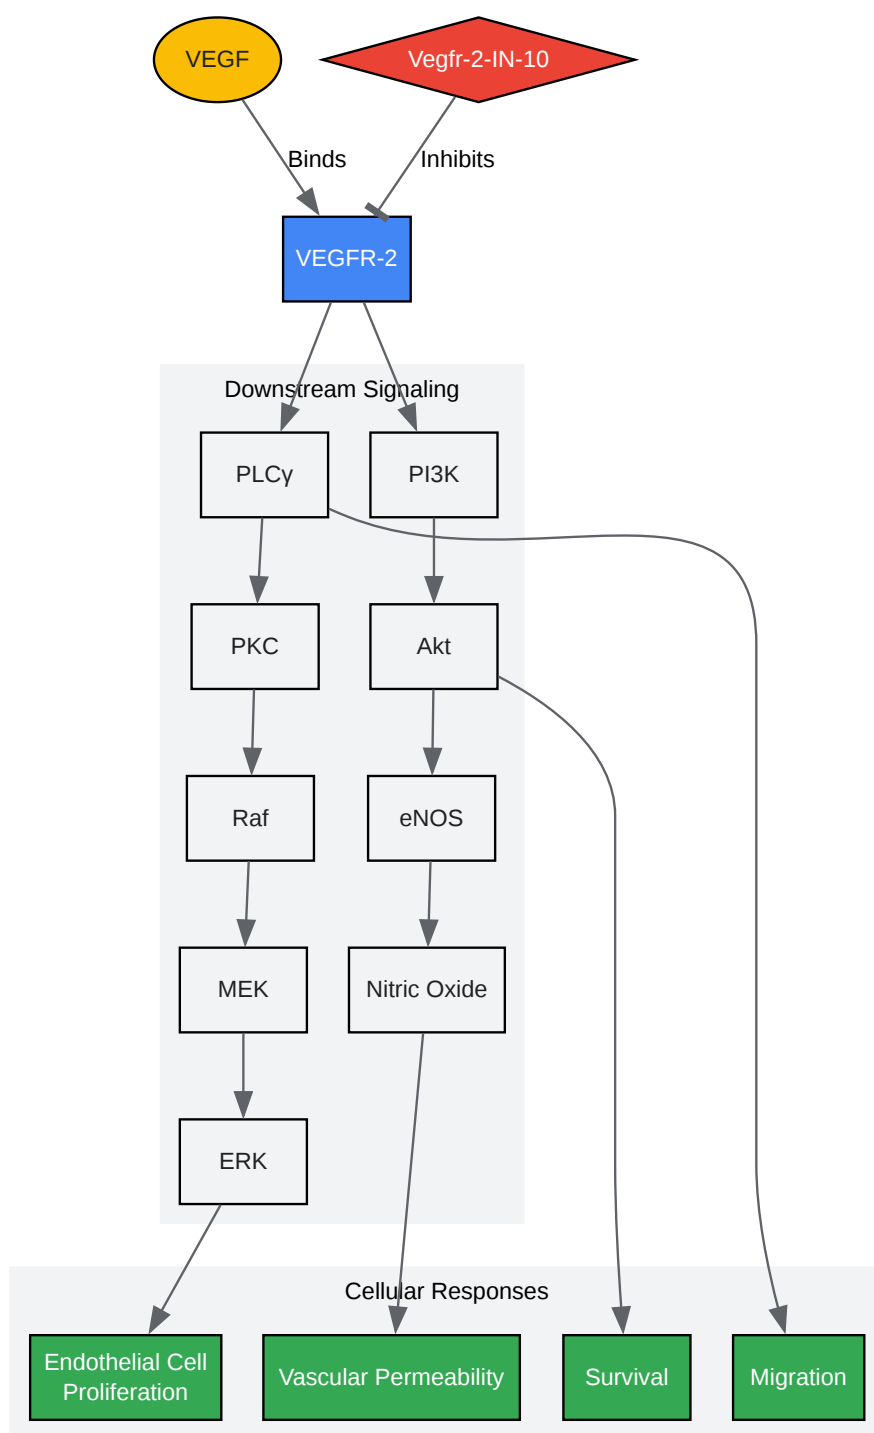 VEGF
Vegfr-2-IN-10
Binds
Inhibits
VEGFR-2
Downstream Signaling
PLCγ
PI3K
PKC
Akt
Raf
eNOS
MEK
Nitric Oxide
ERK
Cellular Responses
Endothelial Cell
Proliferation
Vascular Permeability
Survival
Migration